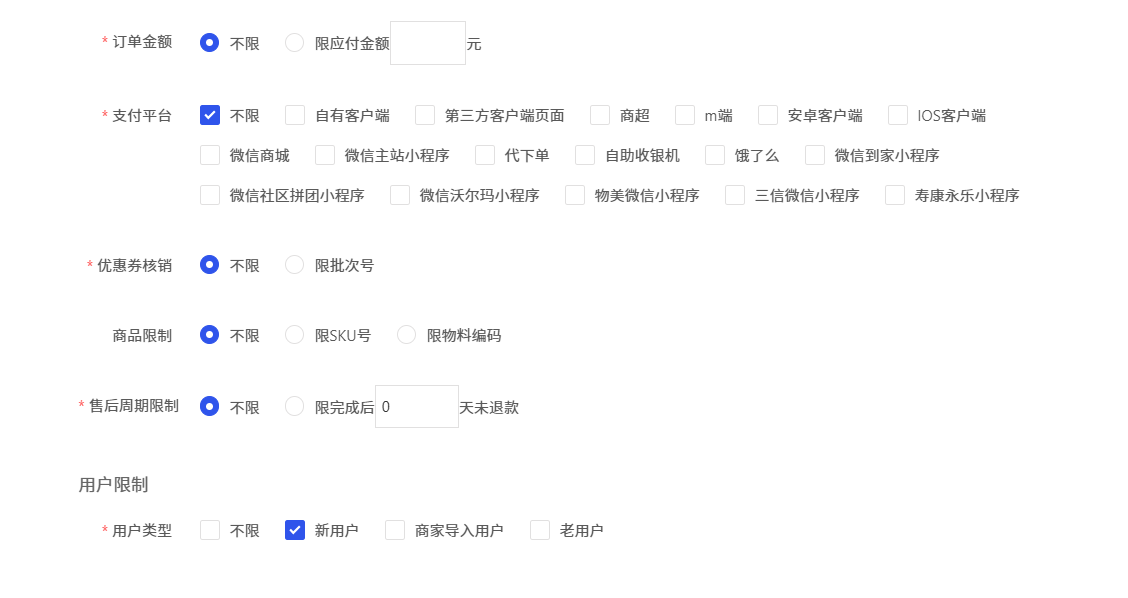 * 订单金额 不限 限应付金额 元
* 支付平台 不限 自有客户端 第三方客户端页面 商超 m端 安卓客户端 IOS客户端
微信商城 微信主站小程序 代下单 自助收银机 饿了么 微信到家小程序
微信社区拼团小程序 微信沃尔玛小程序 物美微信小程序 三信微信小程序 寿康永乐小程序
* 优惠券核销 不限 限批次号
商品限制 不限 限SKU号 限物料编码
* 售后周期限制 不限 限完成后 0 天未退款
用户限制
* 用户类型 不限 新用户 商家导入用户 老用户